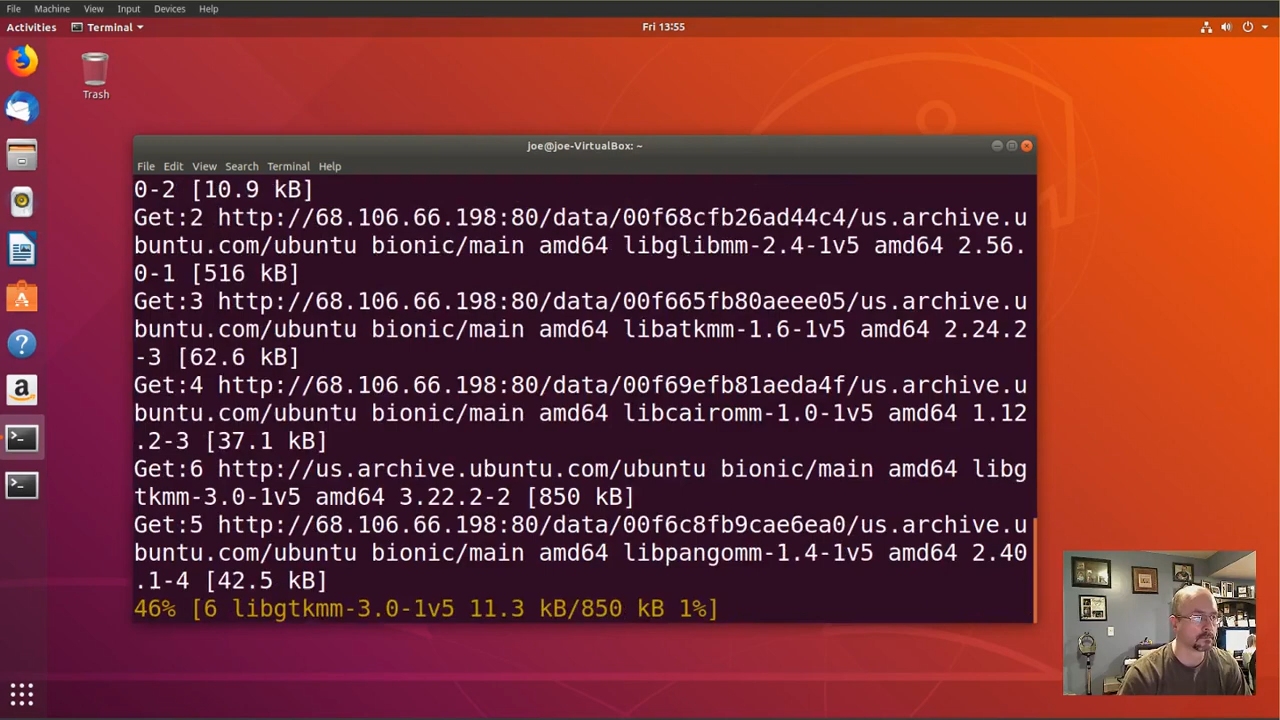 File Machine View Input Devices Help
Activities Terminal Fri 13:55
Trash
joe@joe-VirtualBox: ~
File Edit View Search Terminal Help
0-2 [10.9 kB]
Get:2 http://68.106.66.198:80/data/00f68cfb26ad44c4/us.archive.u
buntu.com/ubuntu bionic/main amd64 libglibmm-2.4-1v5 amd64 2.56.
0-1 [516 kB]
Get:3 http://68.106.66.198:80/data/00f665fb80aeee05/us.archive.u
buntu.com/ubuntu bionic/main amd64 libatkmm-1.6-1v5 amd64 2.24.2
-3 [62.6 kB]
Get:4 http://68.106.66.198:80/data/00f69efb81aeda4f/us.archive.u
buntu.com/ubuntu bionic/main amd64 libcairomm-1.0-1v5 amd64 1.12
.2-3 [37.1 kB]
Get:6 http://us.archive.ubuntu.com/ubuntu bionic/main amd64 libg
tkmm-3.0-1v5 amd64 3.22.2-2 [850 kB]
Get:5 http://68.106.66.198:80/data/00f6c8fb9cae6ea0/us.archive.u
buntu.com/ubuntu bionic/main amd64 libpangomm-1.4-1v5 amd64 2.40
.1-4 [42.5 kB]
46% [6 libgtkmm-3.0-1v5 11.3 kB/850 kB 1%]